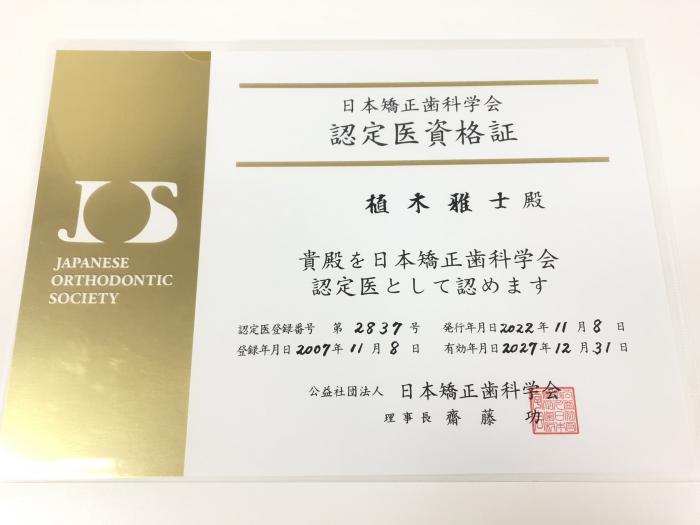 JOS
JAPANESE
ORTHODONTIC
SOCIETY
日本矯正歯科学会
認定医資格証
植木雅士殿
貴殿を日本矯正歯科学会
認定医として認めます
認定医登録番号 第2837号 発行年月日2022年11月8日
登録年月日2007年11月8日 有効年月日2027年12月31日
公益社団法人 日本矯正歯科学会
理事長 齋藤 功